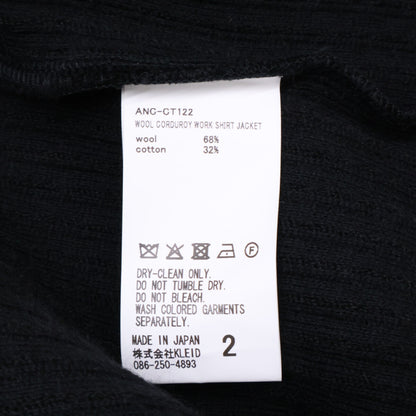 ANC-CT122
WOOL CORDUROY WORK SHIRT JACKET
wool 68%
cotton 32%
F
DRY-CLEAN ONLY.
DO NOT TUMBLE DRY.
DO NOT BLEACH.
WASH COLORED GARMENTS
SEPARATELY.
MADE IN JAPAN
株式会社KLEID 2
086-250-4893